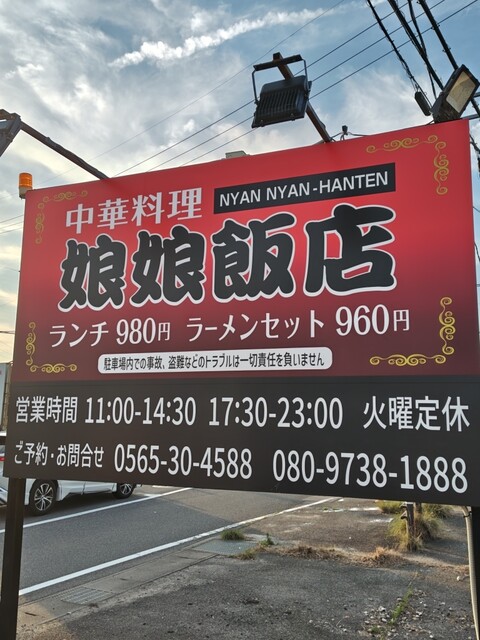 中華料理 NYAN NYAN-HANTEN
娘娘飯店
ランチ 980円 ラーメンセット 960円
駐車場内での事故、盗難などのトラブルは一切責任を負いません
営業時間 11:00-14:30 17:30-23:00 火曜定休
ご予約・お問合せ 0565-30-4588 080-9738-1888